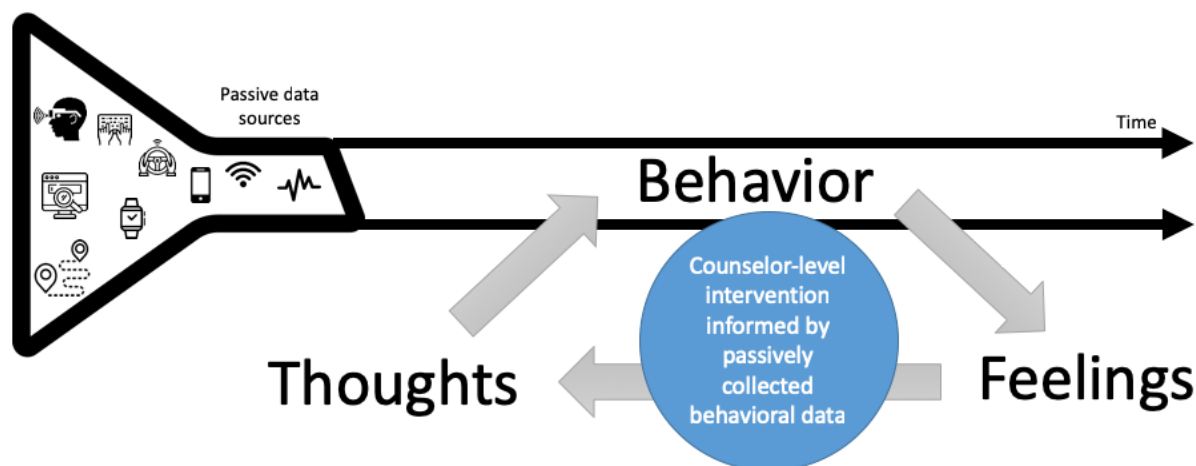 Passive data
sources
Time
Behavior
Counselor-level
intervention
informed by
passively
collected
behavioral data
Thoughts
Feelings